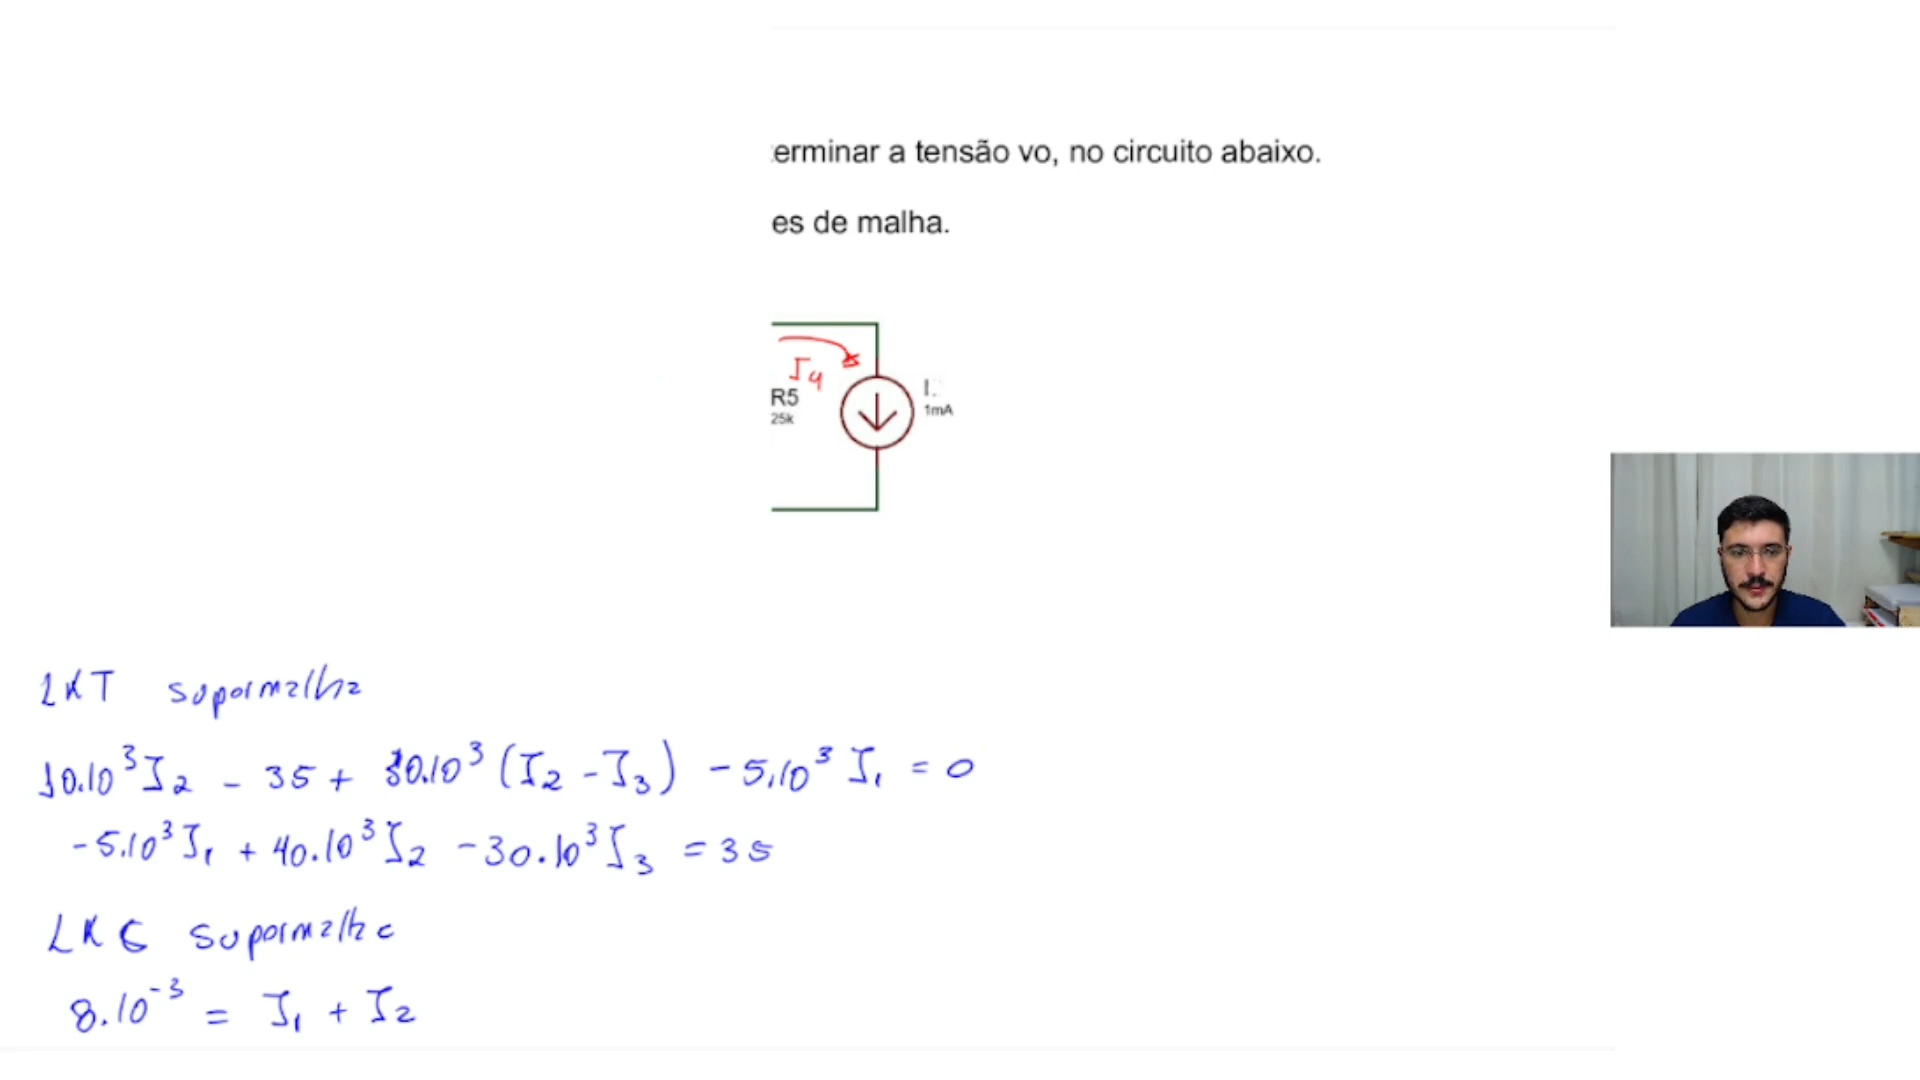 erminar a tensão vo, no circuito abaixo.
es de malha.
I4
R5
25k
1mA
LKT supermalha
10.10³I₂ - 35 + 30.10³ (I₂ - I₃) - 5.10³ I₁ = 0
-5.10³I₁ + 40.10³I₂ - 30.10³I₃ = 35
LKC supermalha
8.10⁻³ = I₁ + I₂